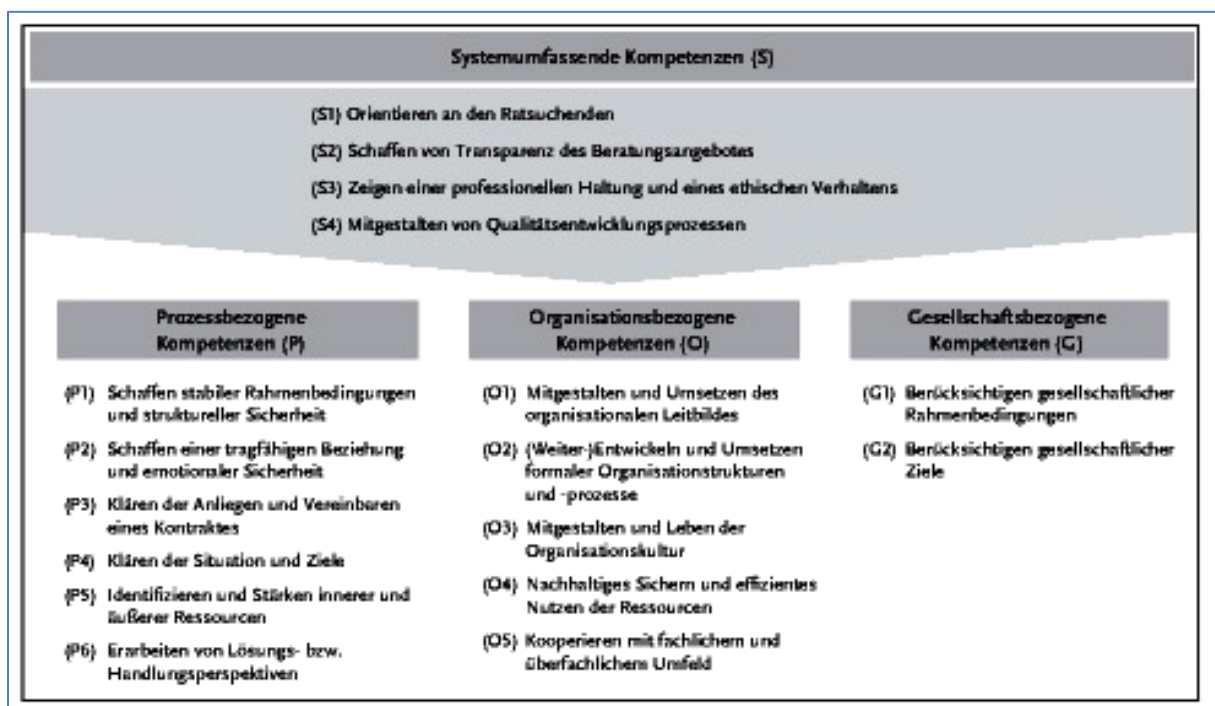 Systemumfassende Kompetenzen (S)
(S1) Orientieren an den Ratsuchenden
(S2) Schaffen von Transparenz des Beratungsangebotes
(S3) Zeigen einer professionellen Haltung und eines ethischen Verhaltens
(S4) Mitgestalten von Qualitätsentwicklungsprozessen
Prozessbezogene
Kompetenzen (P)
(P1) Schaffen stabiler Rahmenbedingungen
und struktureller Sicherheit
(P2) Schaffen einer tragfähigen Beziehung
und emotionaler Sicherheit
(P3) Klären der Anliegen und Vereinbaren
eines Kontraktes
(P4) Klären der Situation und Ziele
(P5) Identifizieren und Stärken innerer und
äußerer Ressourcen
(P6) Erarbeiten von Lösungs- bzw.
Handlungsperspektiven
Organisationsbezogene
Kompetenzen (O)
(O1) Mitgestalten und Umsetzen des
organisationalen Leitbildes
(O2) (Weiter-)Entwickeln und Umsetzen
formaler Organisationstrukturen
und -prozesse
(O3) Mitgestalten und Leben der
Organisationskultur
(O4) Nachhaltiges Sichern und effizientes
Nutzen der Ressourcen
(O5) Kooperieren mit fachlichem und
überfachlichem Umfeld
Gesellschaftsbezogene
Kompetenzen (G)
(G1) Berücksichtigen gesellschaftlicher
Rahmenbedingungen
(G2) Berücksichtigen gesellschaftlicher
Ziele